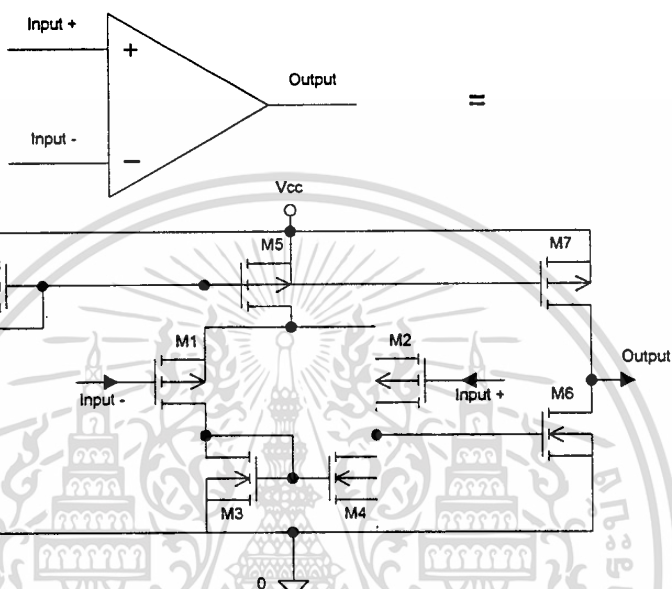 Input +
+
Output
=
Input -
−
Vcc
M5
M7
M1
M2
Output
Input -
Input +
M6
M3
M4
0